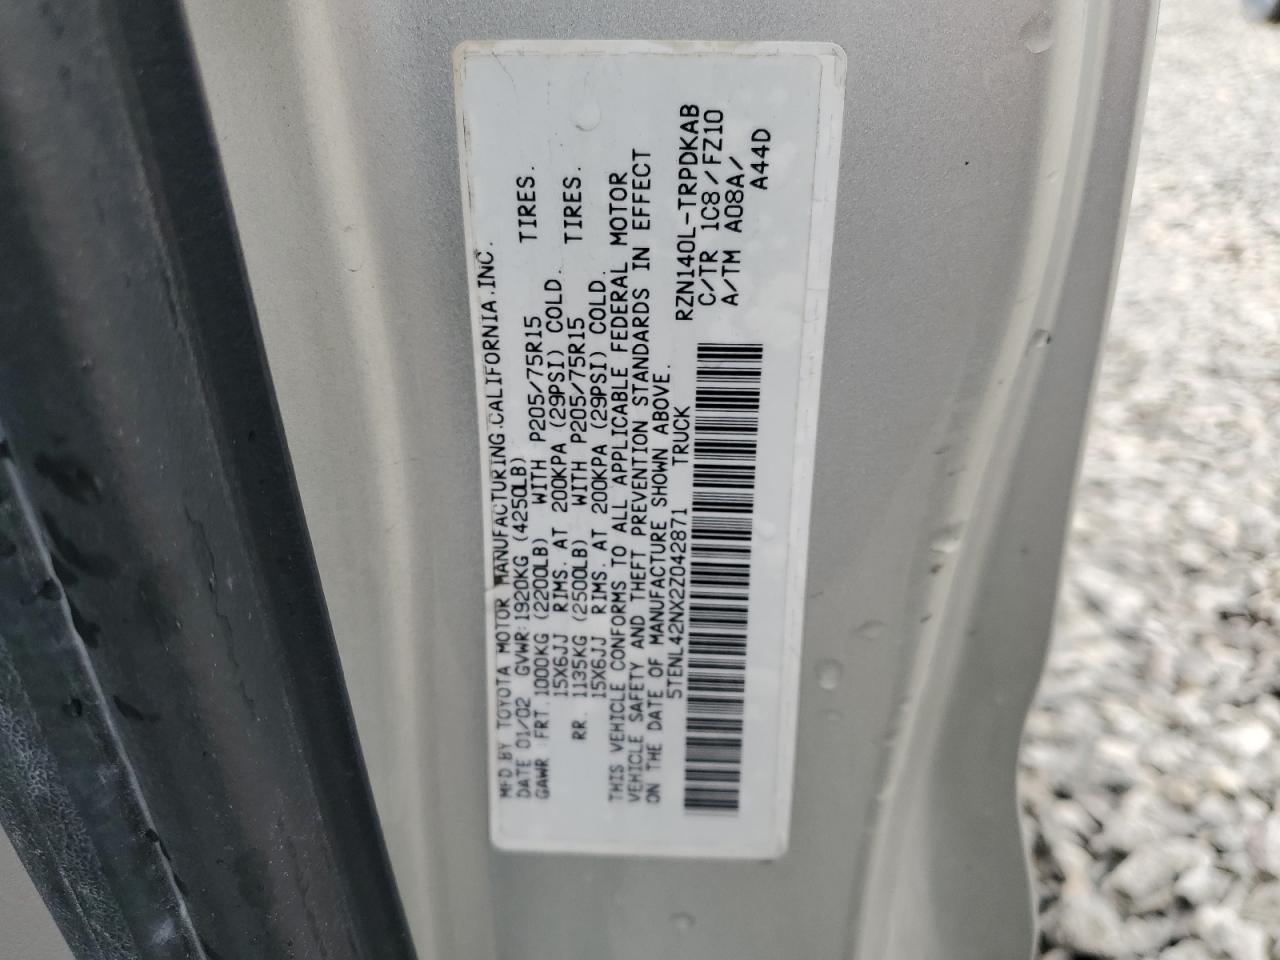 MFD BY TOYOTA MOTOR MANUFACTURING.CALIFORNIA.INC.
DATE 01/02 GVWR:1920KG (4250LB)
GAWR:FRT.1000KG (2200LB) WITH P205/75R15 TIRES.
15X6JJ RIMS. AT 200KPA (29PSI) COLD.
RR. 1135KG (2500LB) WITH P205/75R15 TIRES.
15X6JJ RIMS. AT 200KPA (29PSI) COLD.
THIS VEHICLE CONFORMS TO ALL APPLICABLE FEDERAL MOTOR
VEHICLE SAFETY AND THEFT PREVENTION STANDARDS IN EFFECT
ON THE DATE OF MANUFACTURE SHOWN ABOVE.
5TENL42NX2Z042871 TRUCK
RZN140L-TRPDKAB
C/TR 1C8/FZ10
A/TM A08A/
A44D